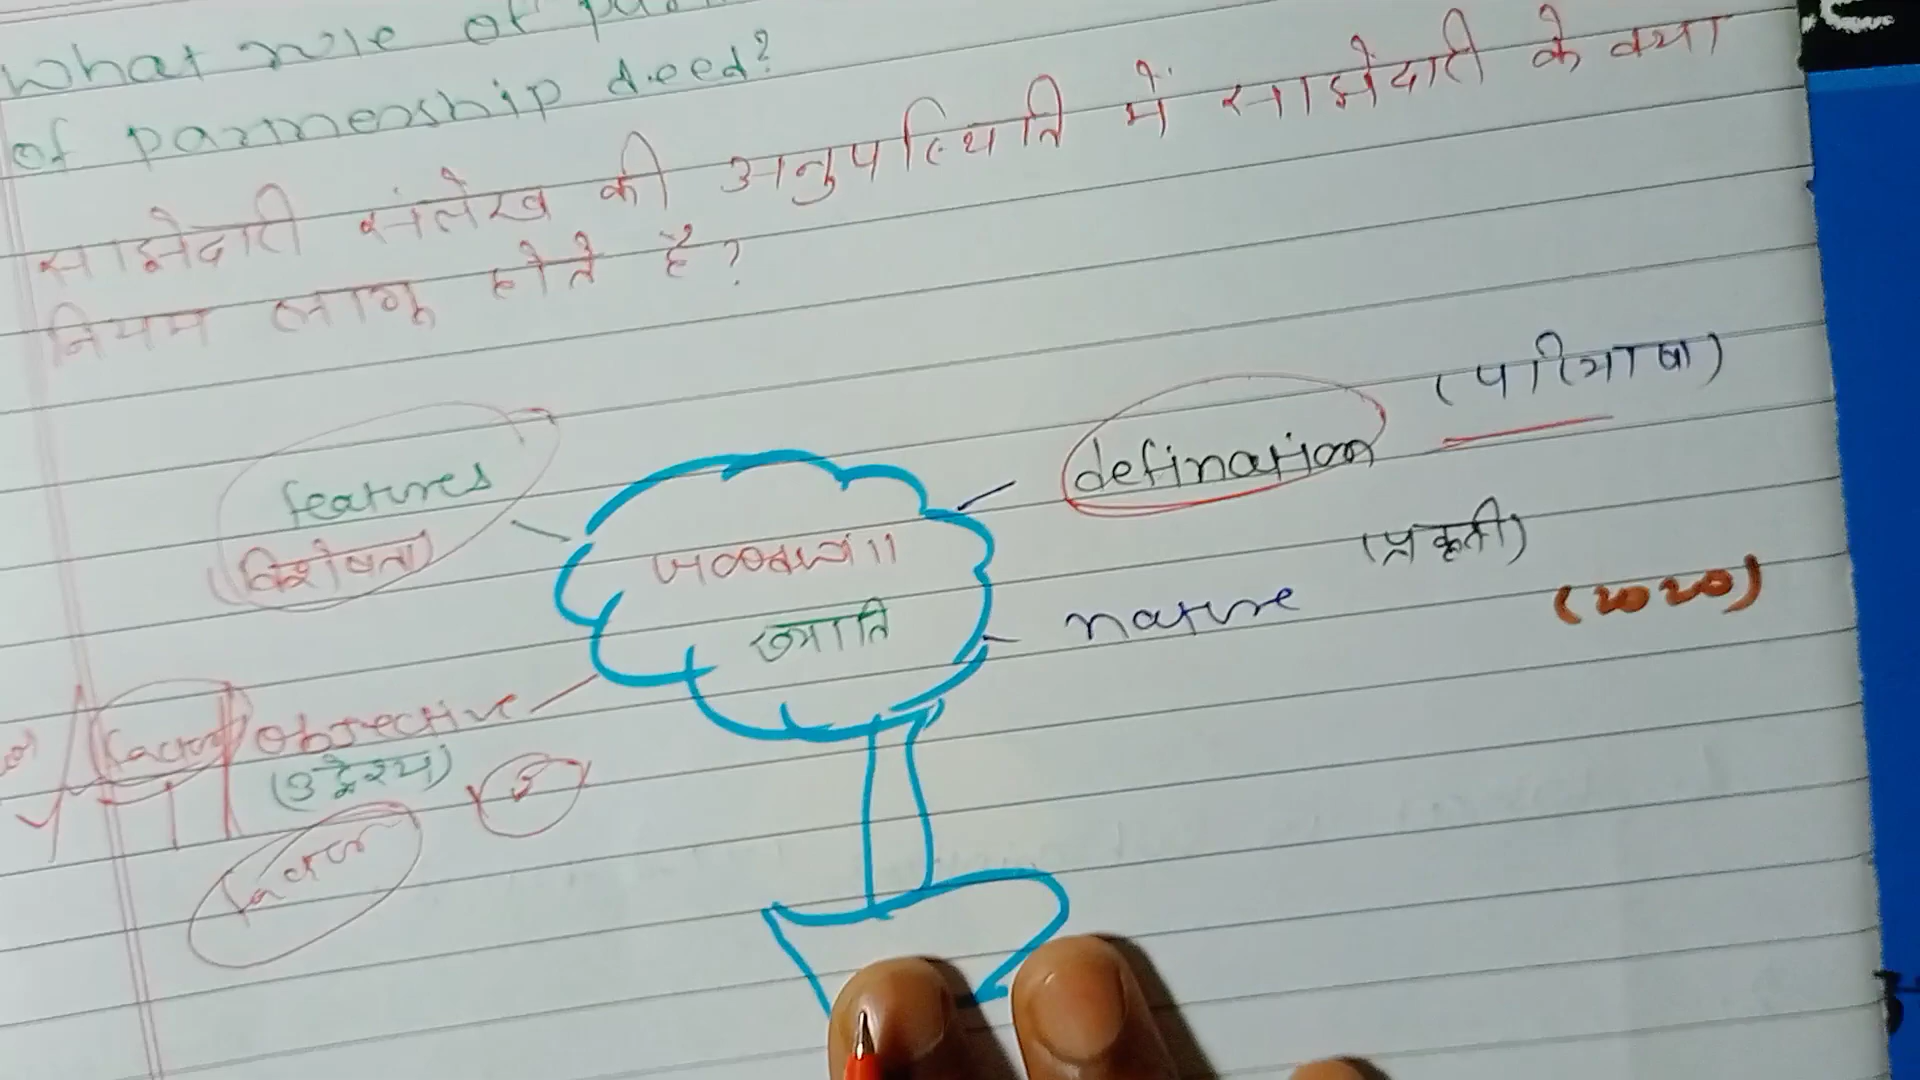 What role of
of partnership deed?
साझेदारी संलेख की अनुपस्थिति में साझेदारी के क्या
नियम लागू होते है?
defination (परिभाषा)
features
(विशेषता)
ख्याति
(प्रकृती)
nature
(2020)
objective
(उद्देश्य)